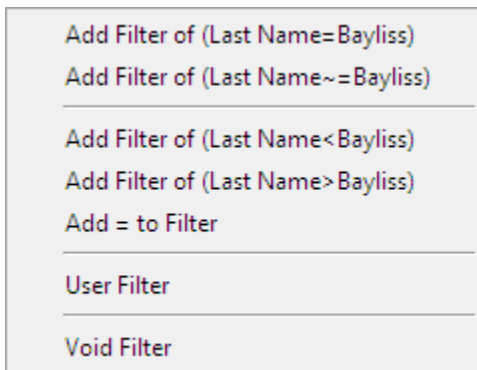 Add Filter of (Last Name=Bayliss)
Add Filter of (Last Name~=Bayliss)
Add Filter of (Last Name<Bayliss)
Add Filter of (Last Name>Bayliss)
Add = to Filter
User Filter
Void Filter